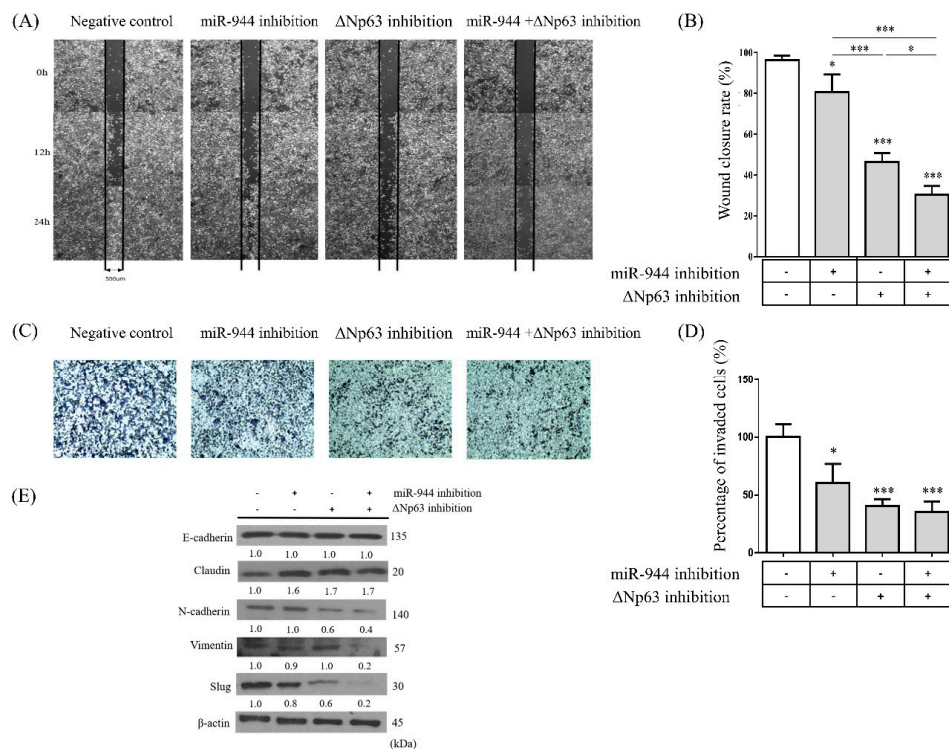 (A)
Negative control miR-944 inhibition ΔNp63 inhibition miR-944 +ΔNp63 inhibition
0h
12h
24h
500um
(B)
Wound closure rate (%)
100
80
60
40
20
0
*
***
***
***
*
***
miR-944 inhibition - + - +
ΔNp63 inhibition - - + +
(C)
Negative control miR-944 inhibition ΔNp63 inhibition miR-944 +ΔNp63 inhibition
(D)
Percentage of invaded cells (%)
150
100
50
0
*
***
***
miR-944 inhibition - + - +
ΔNp63 inhibition - - + +
(E)
- + - + miR-944 inhibition
- - + + ΔNp63 inhibition
E-cadherin 135
1.0 1.0 1.0 1.0
Claudin 20
1.0 1.6 1.7 1.7
N-cadherin 140
1.0 1.0 0.6 0.4
Vimentin 57
1.0 0.9 1.0 0.2
Slug 30
1.0 0.8 0.6 0.2
β-actin 45
(kDa)